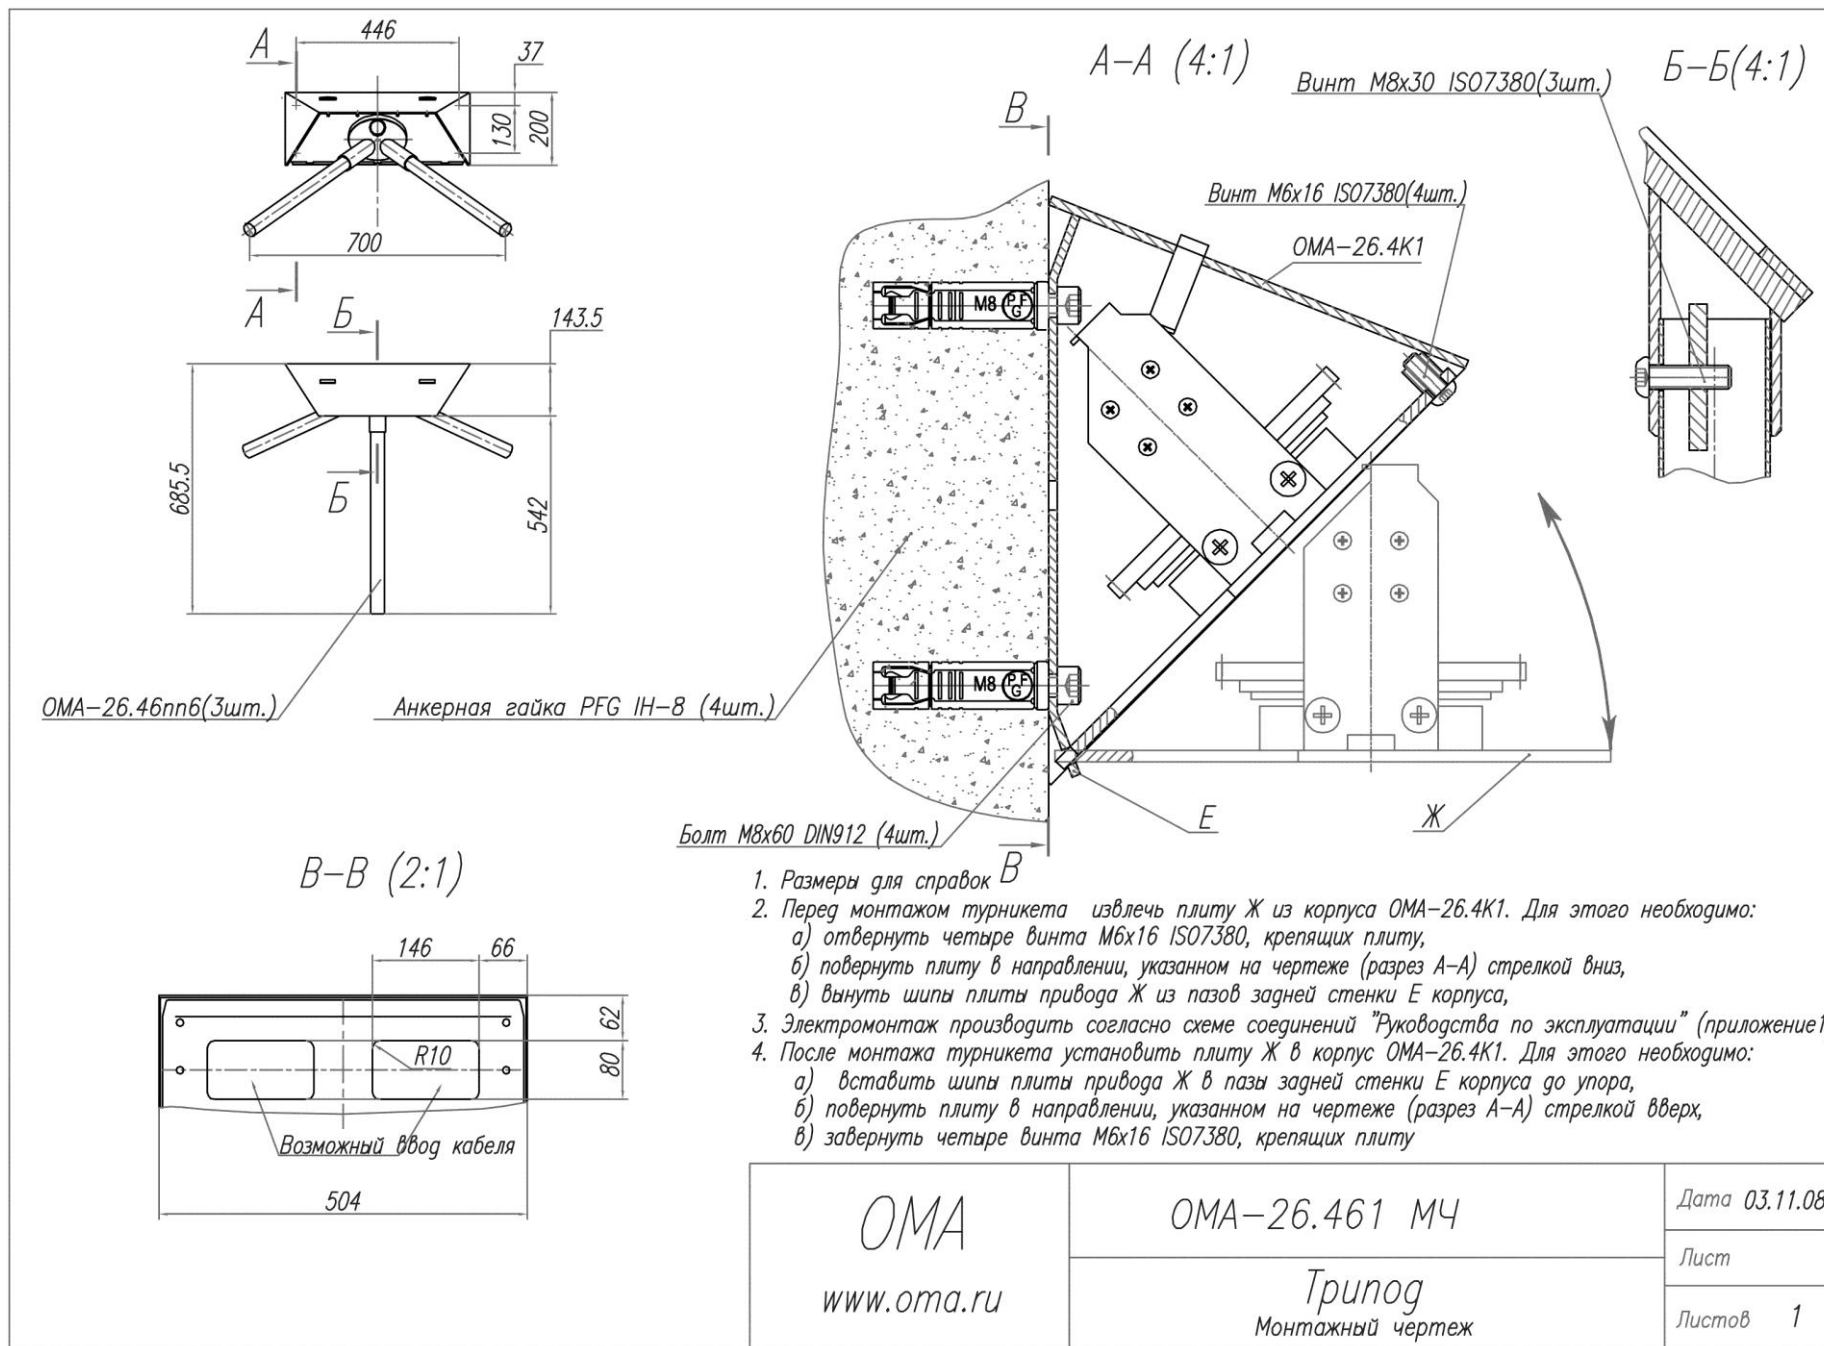 А
446
37
130
200
700
А
Б
143.5
685.5
542
Б
ОМА-26.46пп6(3шт.)
Анкерная гайка PFG IH-8 (4шт.)
А-А (4:1)
Б-Б(4:1)
Винт М8х30 ISO7380(3шт.)
В
Винт М6х16 ISO7380(4шт.)
ОМА-26.4К1
M8 PFG
M8 PFG
Болт М8х60 DIN912 (4шт.)
Е
Ж
В
В-В (2:1)
146
66
62
80
R10
Возможный ввод кабеля
504
1. Размеры для справок
2. Перед монтажом турникета извлечь плиту Ж из корпуса ОМА-26.4К1. Для этого необходимо:
а) отвернуть четыре винта М6х16 ISO7380, крепящих плиту,
б) повернуть плиту в направлении, указанном на чертеже (разрез А-А) стрелкой вниз,
в) вынуть шипы плиты привода Ж из пазов задней стенки Е корпуса,
3. Электромонтаж производить согласно схеме соединений "Руководства по эксплуатации" (приложение1
4. После монтажа турникета установить плиту Ж в корпус ОМА-26.4К1. Для этого необходимо:
а) вставить шипы плиты привода Ж в пазы задней стенки Е корпуса до упора,
б) повернуть плиту в направлении, указанном на чертеже (разрез А-А) стрелкой вверх,
в) завернуть четыре винта М6х16 ISO7380, крепящих плиту
ОМА
www.oma.ru
ОМА-26.461 МЧ
Трипод
Монтажный чертеж
Дата 03.11.08
Лист
Листов 1